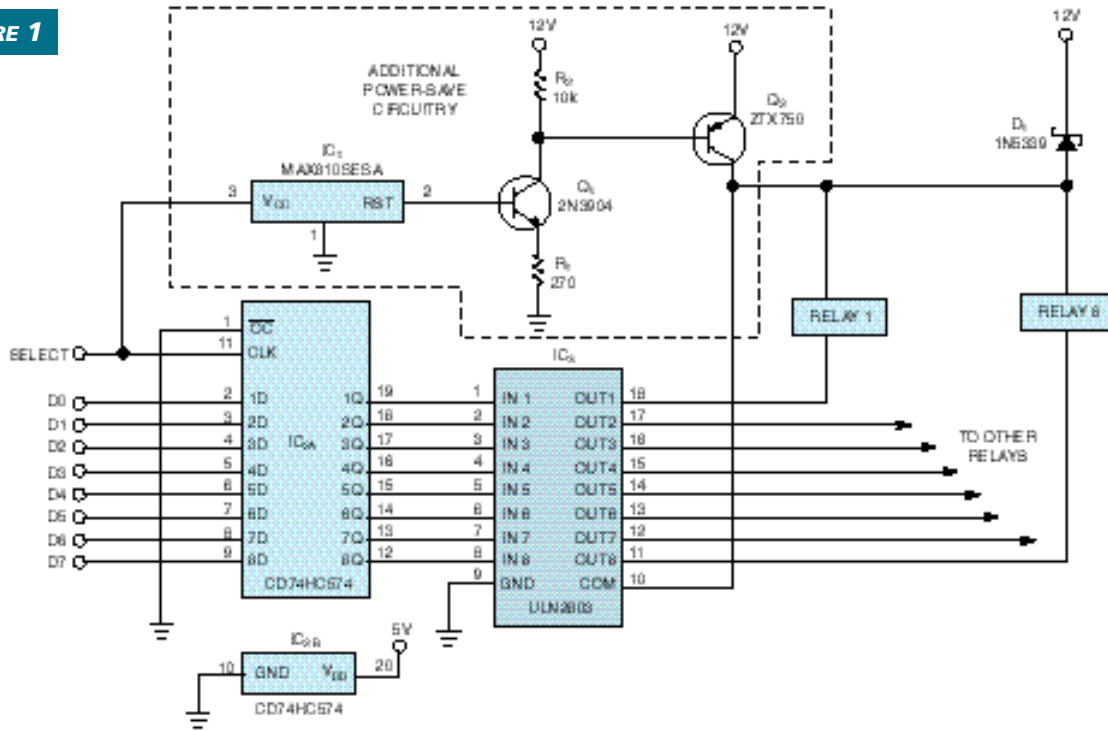 RE 1
12V
12V
12V
ADDITIONAL
POWER-SAVE
CIRCUITRY
R₂
10k
Q₂
ZTX750
D₁
1N5339
IC₁
MAX810SESA
3
V_DD
RST
2
1
Q₁
2N3904
R₁
270
RELAY 1
RELAY 8
SELECT
1
OC
11
CLK
IC₃
D0
2
1D
1Q
19
1
IN 1
OUT1
18
D1
3
2D
2Q
18
2
IN 2
OUT2
17
D2
4
3D
IC₂A
3Q
17
3
IN 3
OUT3
16
TO OTHER
RELAYS
D3
5
4D
4Q
16
4
IN 4
OUT4
15
D4
6
5D
5Q
15
5
IN 5
OUT5
14
D5
7
6D
6Q
14
6
IN 6
OUT6
13
D6
8
7D
7Q
13
7
IN 7
OUT7
12
D7
9
8D
8Q
12
8
IN 8
OUT8
11
CD74HC574
9
GND
COM
10
ULN2803
IC₂B
5V
10
GND
V_DD
20
CD74HC574